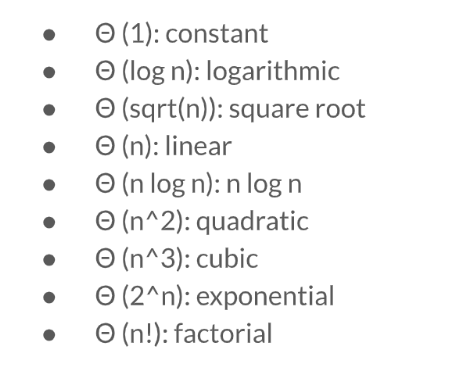 ● Θ (1): constant
● Θ (log n): logarithmic
● Θ (sqrt(n)): square root
● Θ (n): linear
● Θ (n log n): n log n
● Θ (n^2): quadratic
● Θ (n^3): cubic
● Θ (2^n): exponential
● Θ (n!): factorial